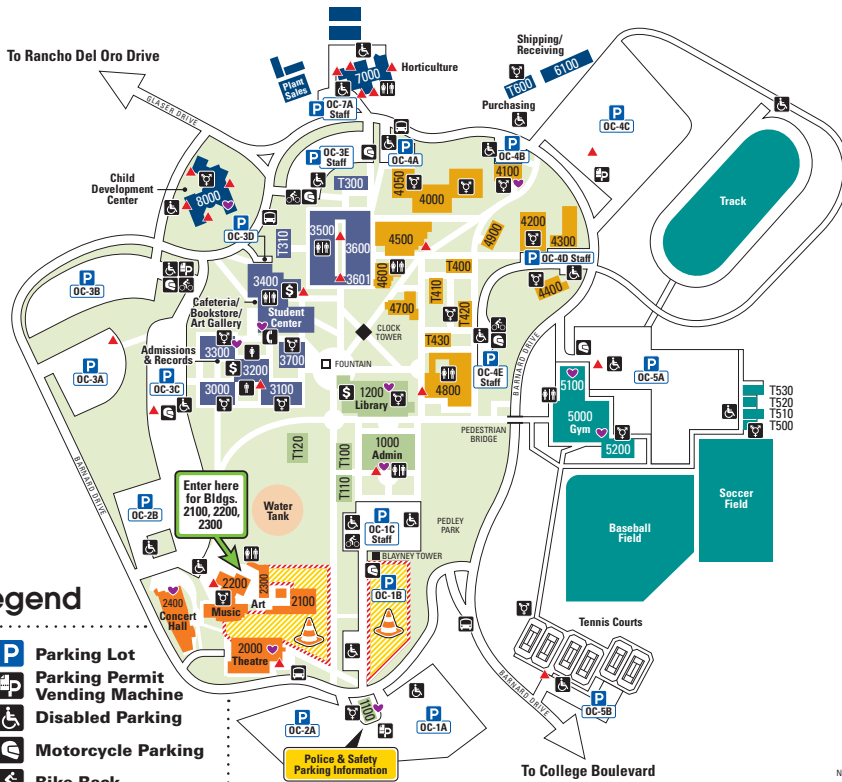 To Rancho Del Oro Drive
GLASER DRIVE
Plant
Sales
7000
Horticulture
Shipping/
Receiving
T600
6100
Purchasing
P
OC-7A
Staff
P
OC-3E
Staff
P
OC-4A
P
OC-4B
P
OC-4C
Child
Development
Center
8000
T300
4050
4000
4100
Track
P
OC-3D
T310
3500
3600
3601
4500
4900
4200
4300
P
OC-4D Staff
P
OC-3B
3400
4600
T400
4400
Cafeteria/
Bookstore/
Art Gallery
$
Student
Center
4700
T410
T420
CLOCK
TOWER
T430
Admissions
& Records
3300
3200
3700
$
3000
3100
FOUNTAIN
P
OC-3A
P
OC-3C
P
OC-4E
Staff
BARNARD DRIVE
P
OC-5A
$
1200
Library
4800
5100
5000
Gym
5200
T530
T520
T510
T500
PEDESTRIAN
BRIDGE
T120
T100
1000
Admin
T110
BARNARD DRIVE
Enter here
for Bldgs.
2100, 2200,
2300
Water
Tank
P
OC-2B
P
OC-1C
Staff
PEDLEY
PARK
Baseball
Field
Soccer
Field
BLAYNEY TOWER
2200
2300
Music
Art
2100
P
OC-1B
2400
Concert
Hall
2000
Theatre
Tennis Courts
egend
P
Parking Lot
P
Parking Permit
Vending Machine
Disabled Parking
Motorcycle Parking
Bike Rack
1100
P
OC-2A
P
OC-1A
Police & Safety
Parking Information
BARNARD DRIVE
P
OC-5B
To College Boulevard
N